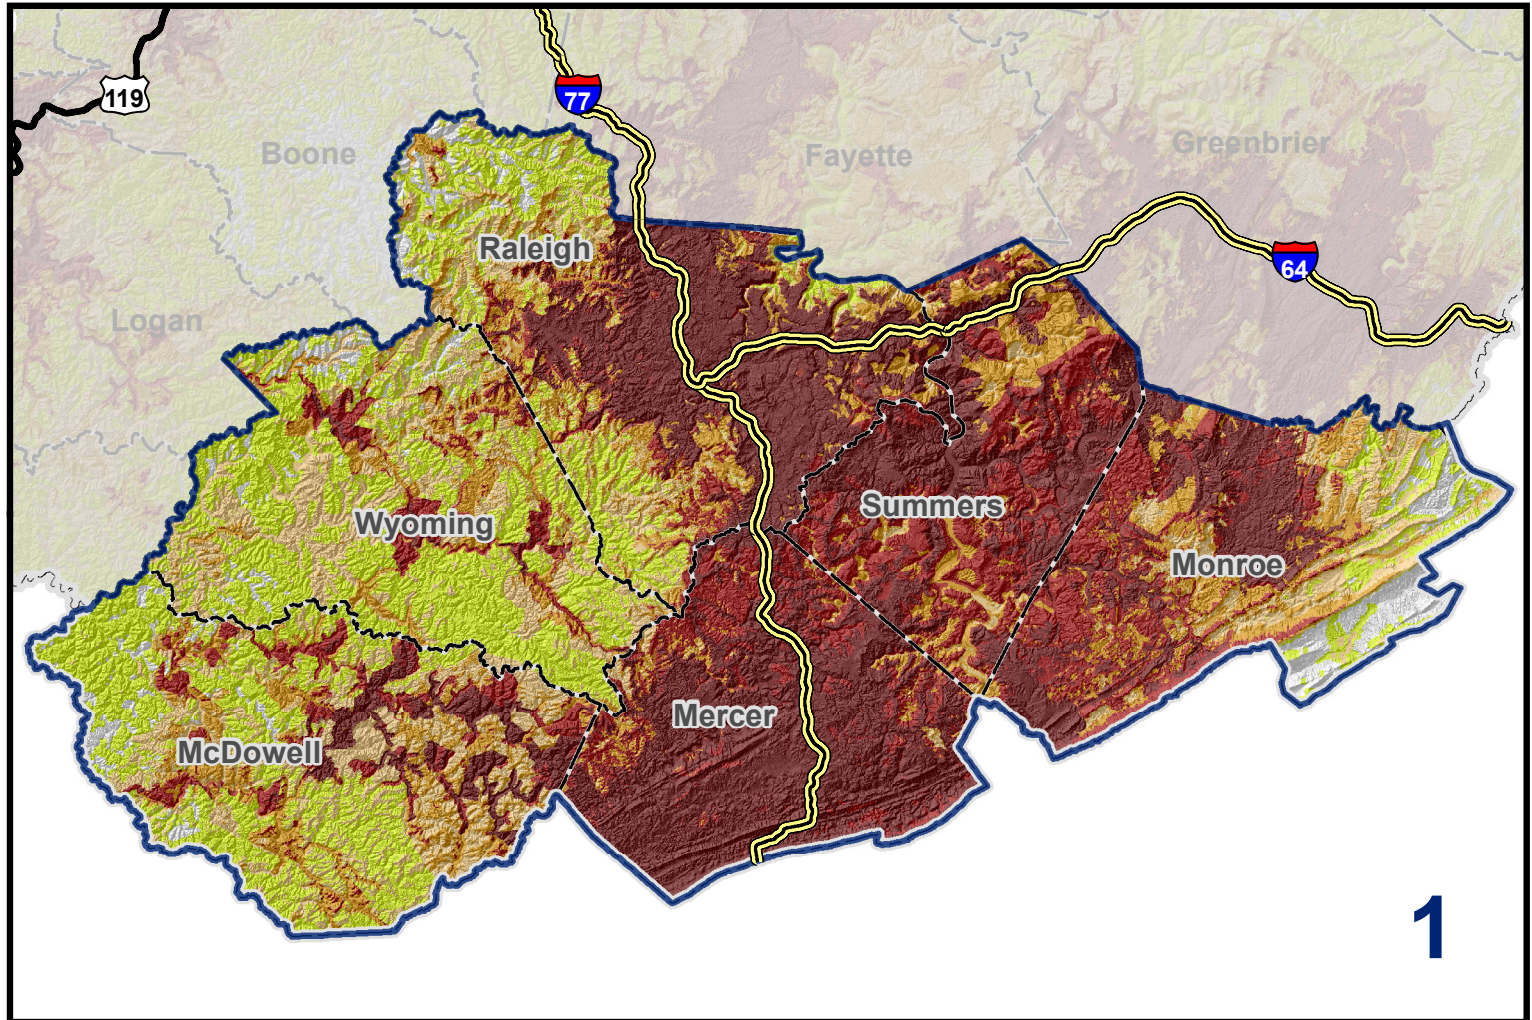 77
119
Boone
Fayette
Greenbrier
Raleigh
64
Logan
Summers
Wyoming
Monroe
Mercer
McDowell
1